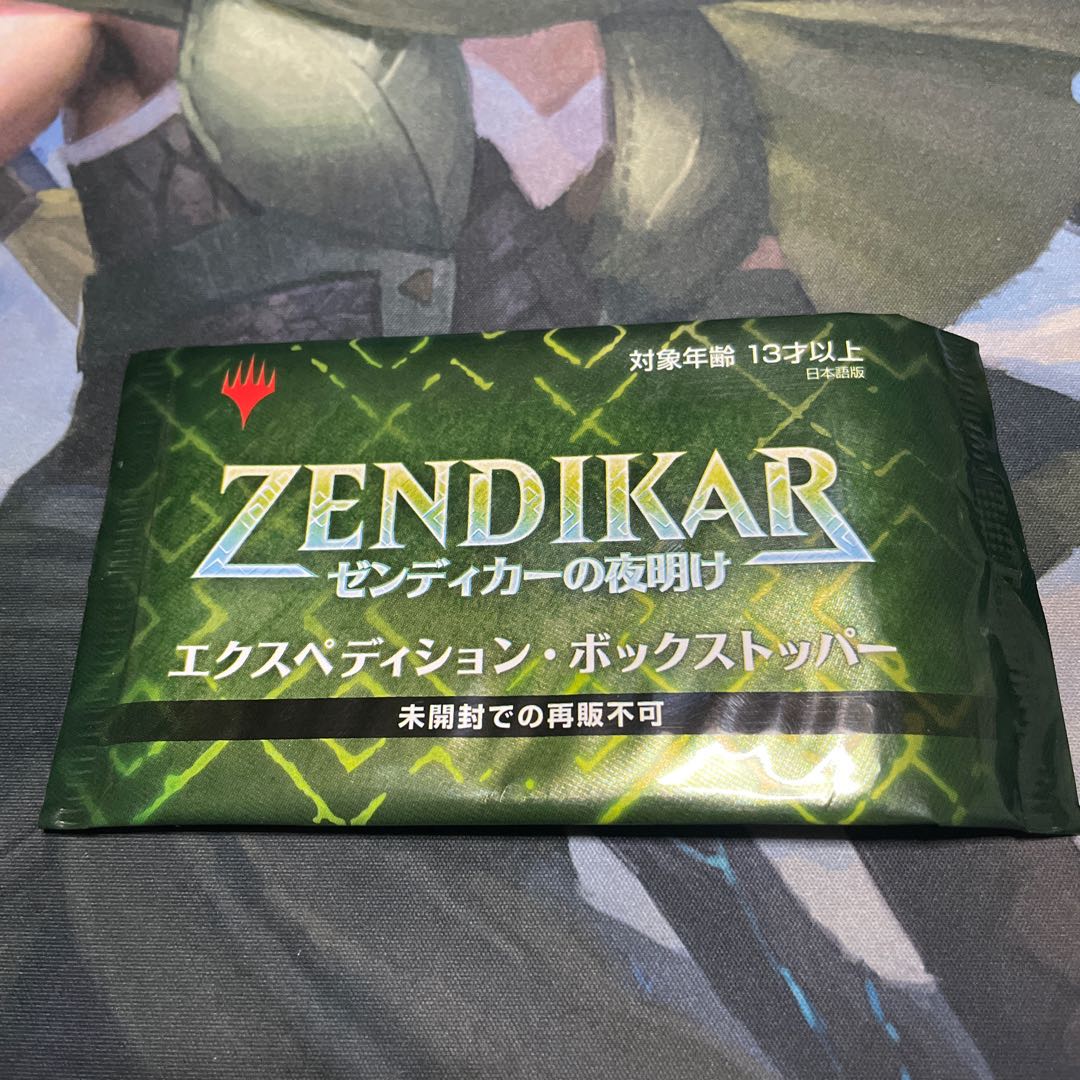 対象年齢 13才以上
日本語版
ZENDIKAR
ゼンディカーの夜明け
エクスペディション・ボックストッパー
未開封での再販不可